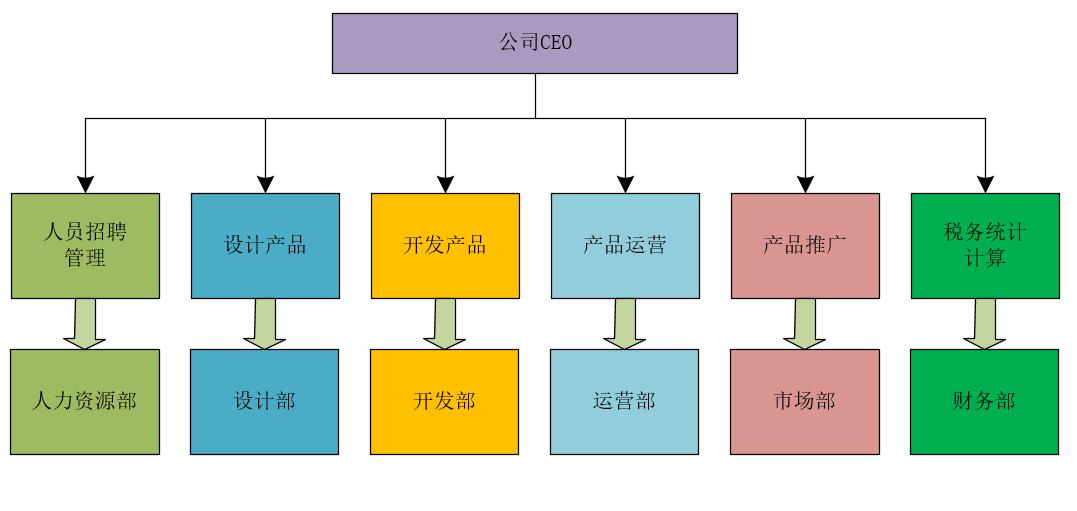 公司CEO
人员招聘
管理
设计产品
开发产品
产品运营
产品推广
税务统计
计算
人力资源部
设计部
开发部
运营部
市场部
财务部